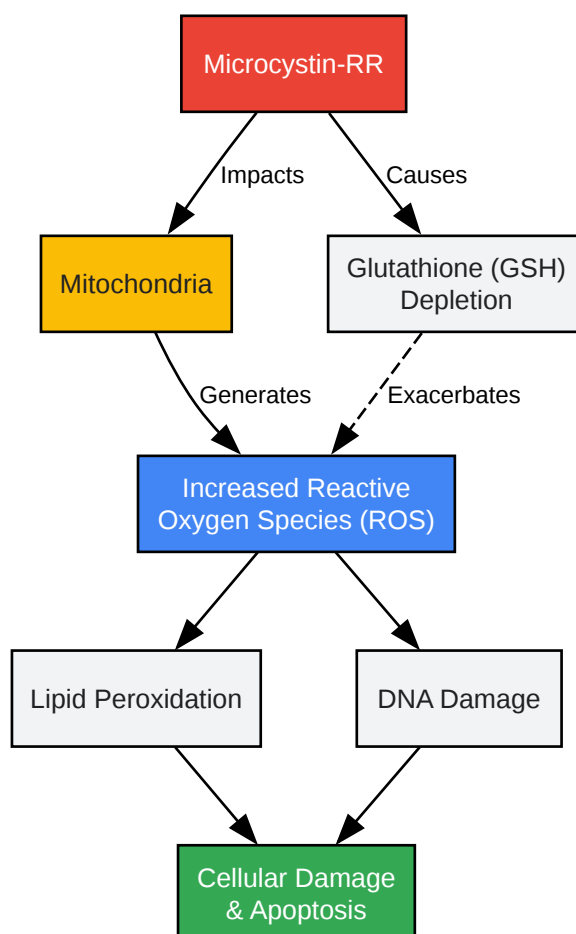 Microcystin-RR
Impacts
Causes
Mitochondria
Glutathione (GSH)
Depletion
Generates
Exacerbates
Increased Reactive
Oxygen Species (ROS)
Lipid Peroxidation
DNA Damage
Cellular Damage
& Apoptosis